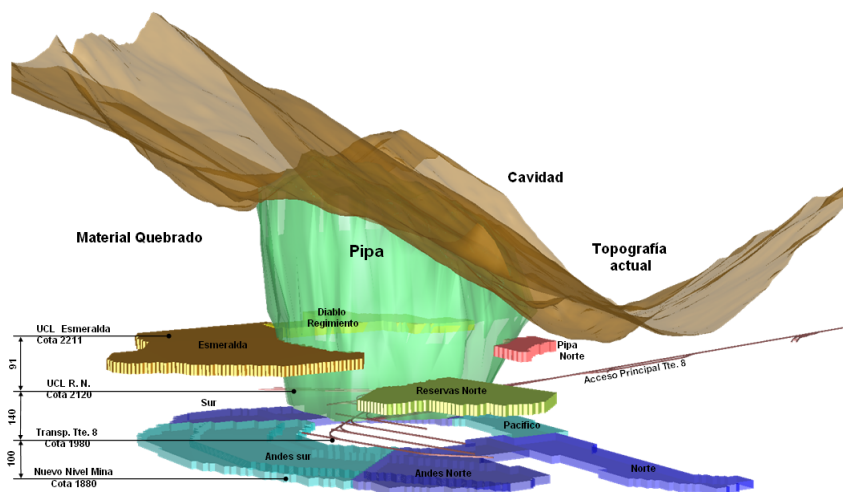 Cavidad
Material Quebrado
Pipa
Topografía
actual
Diablo
Regimiento
UCL Esmeralda
Cota 2211
Esmeralda
Pipa
Norte
91
Acceso Principal Tte. 8
UCL R. N.
Cota 2120
Reservas Norte
Sur
140
Pacífico
Transp. Tte. 8
Cota 1980
Andes sur
100
Andes Norte
Norte
Nuevo Nivel Mina
Cota 1880